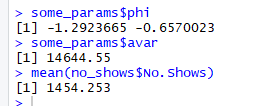 > some_params$phi
[1] -1.2923665 -0.6570023
> some_params$avar
[1] 14644.55
> mean(no_shows$No.Shows)
[1] 1454.253
>